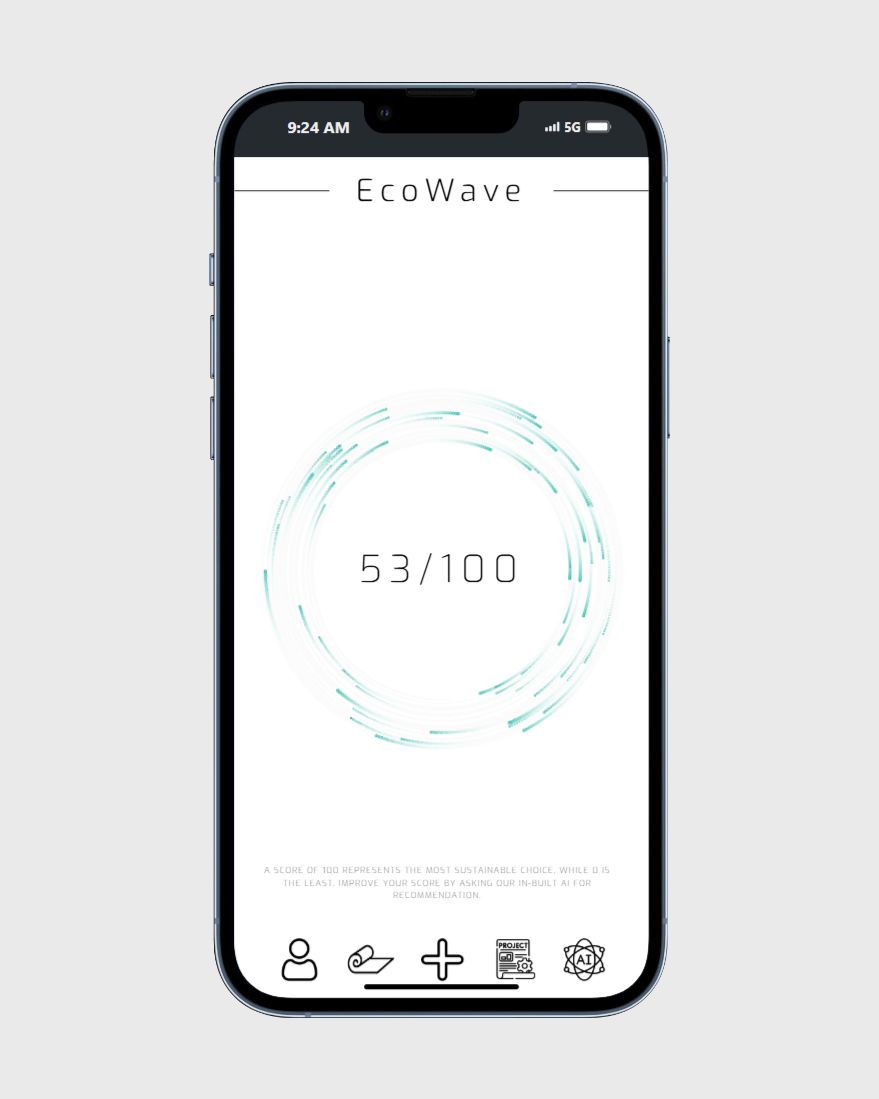 9:24 AM 5G
EcoWave
53/100
A SCORE OF 100 REPRESENTS THE MOST SUSTAINABLE CHOICE, WHILE 0 IS
THE LEAST. IMPROVE YOUR SCORE BY ASKING OUR IN-BUILT AI FOR
RECOMMENDATION.
PROJECT
AI